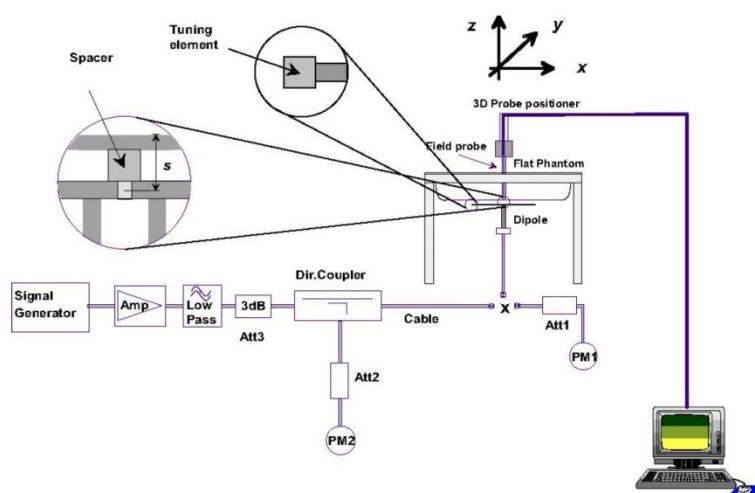 Tuning
element
Spacer
s
z
y
x
3D Probe positioner
Field probe
Flat Phantom
Dipole
Signal
Generator
Amp
Low
Pass
3dB
Att3
Dir.Coupler
Cable
x
Att1
PM1
Att2
PM2